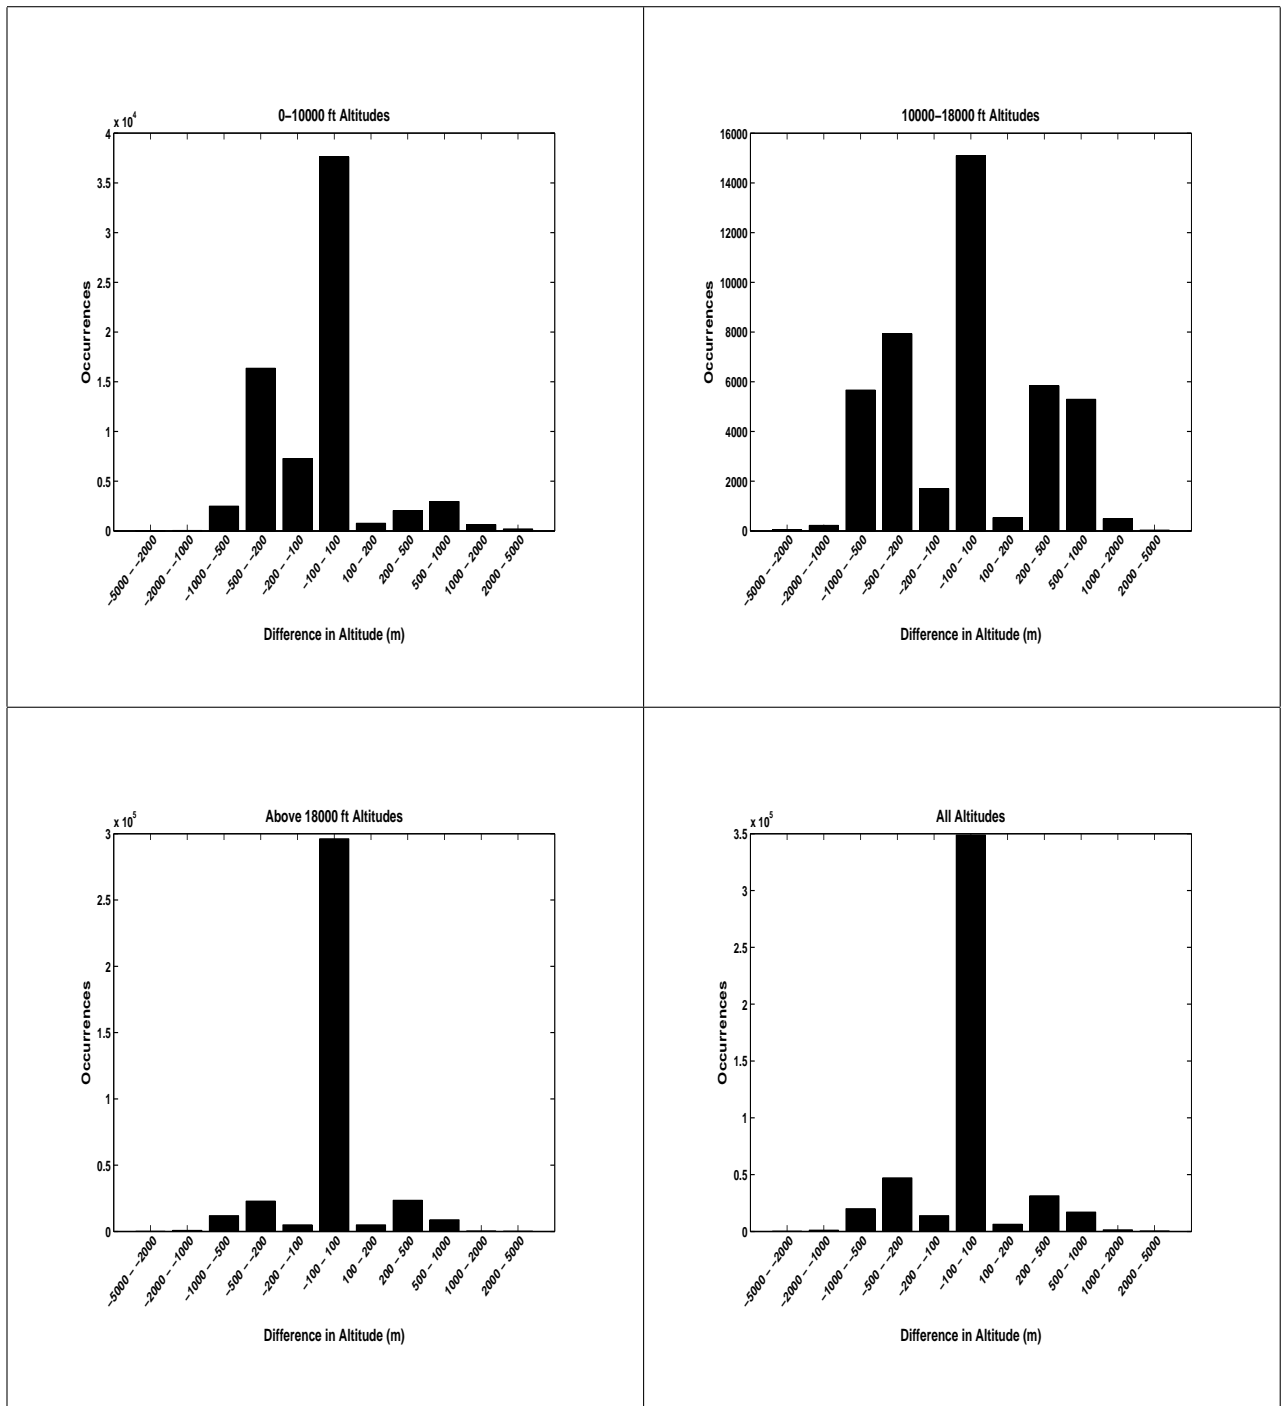 0–10000 ft Altitudes
x 10^4
4
3.5
3
2.5
2
1.5
1
0.5
0
Occurrences
–5000 – –2000
–2000 – –1000
–1000 – –500
–500 – –200
–200 – –100
–100 – 100
100 – 200
200 – 500
500 – 1000
1000 – 2000
2000 – 5000
Difference in Altitude (m)
10000–18000 ft Altitudes
16000
14000
12000
10000
8000
6000
4000
2000
0
Occurrences
–5000 – –2000
–2000 – –1000
–1000 – –500
–500 – –200
–200 – –100
–100 – 100
100 – 200
200 – 500
500 – 1000
1000 – 2000
2000 – 5000
Difference in Altitude (m)
Above 18000 ft Altitudes
x 10^5
3
2.5
2
1.5
1
0.5
0
Occurrences
–5000 – –2000
–2000 – –1000
–1000 – –500
–500 – –200
–200 – –100
–100 – 100
100 – 200
200 – 500
500 – 1000
1000 – 2000
2000 – 5000
Difference in Altitude (m)
All Altitudes
x 10^5
3.5
3
2.5
2
1.5
1
0.5
0
Occurrences
–5000 – –2000
–2000 – –1000
–1000 – –500
–500 – –200
–200 – –100
–100 – 100
100 – 200
200 – 500
500 – 1000
1000 – 2000
2000 – 5000
Difference in Altitude (m)